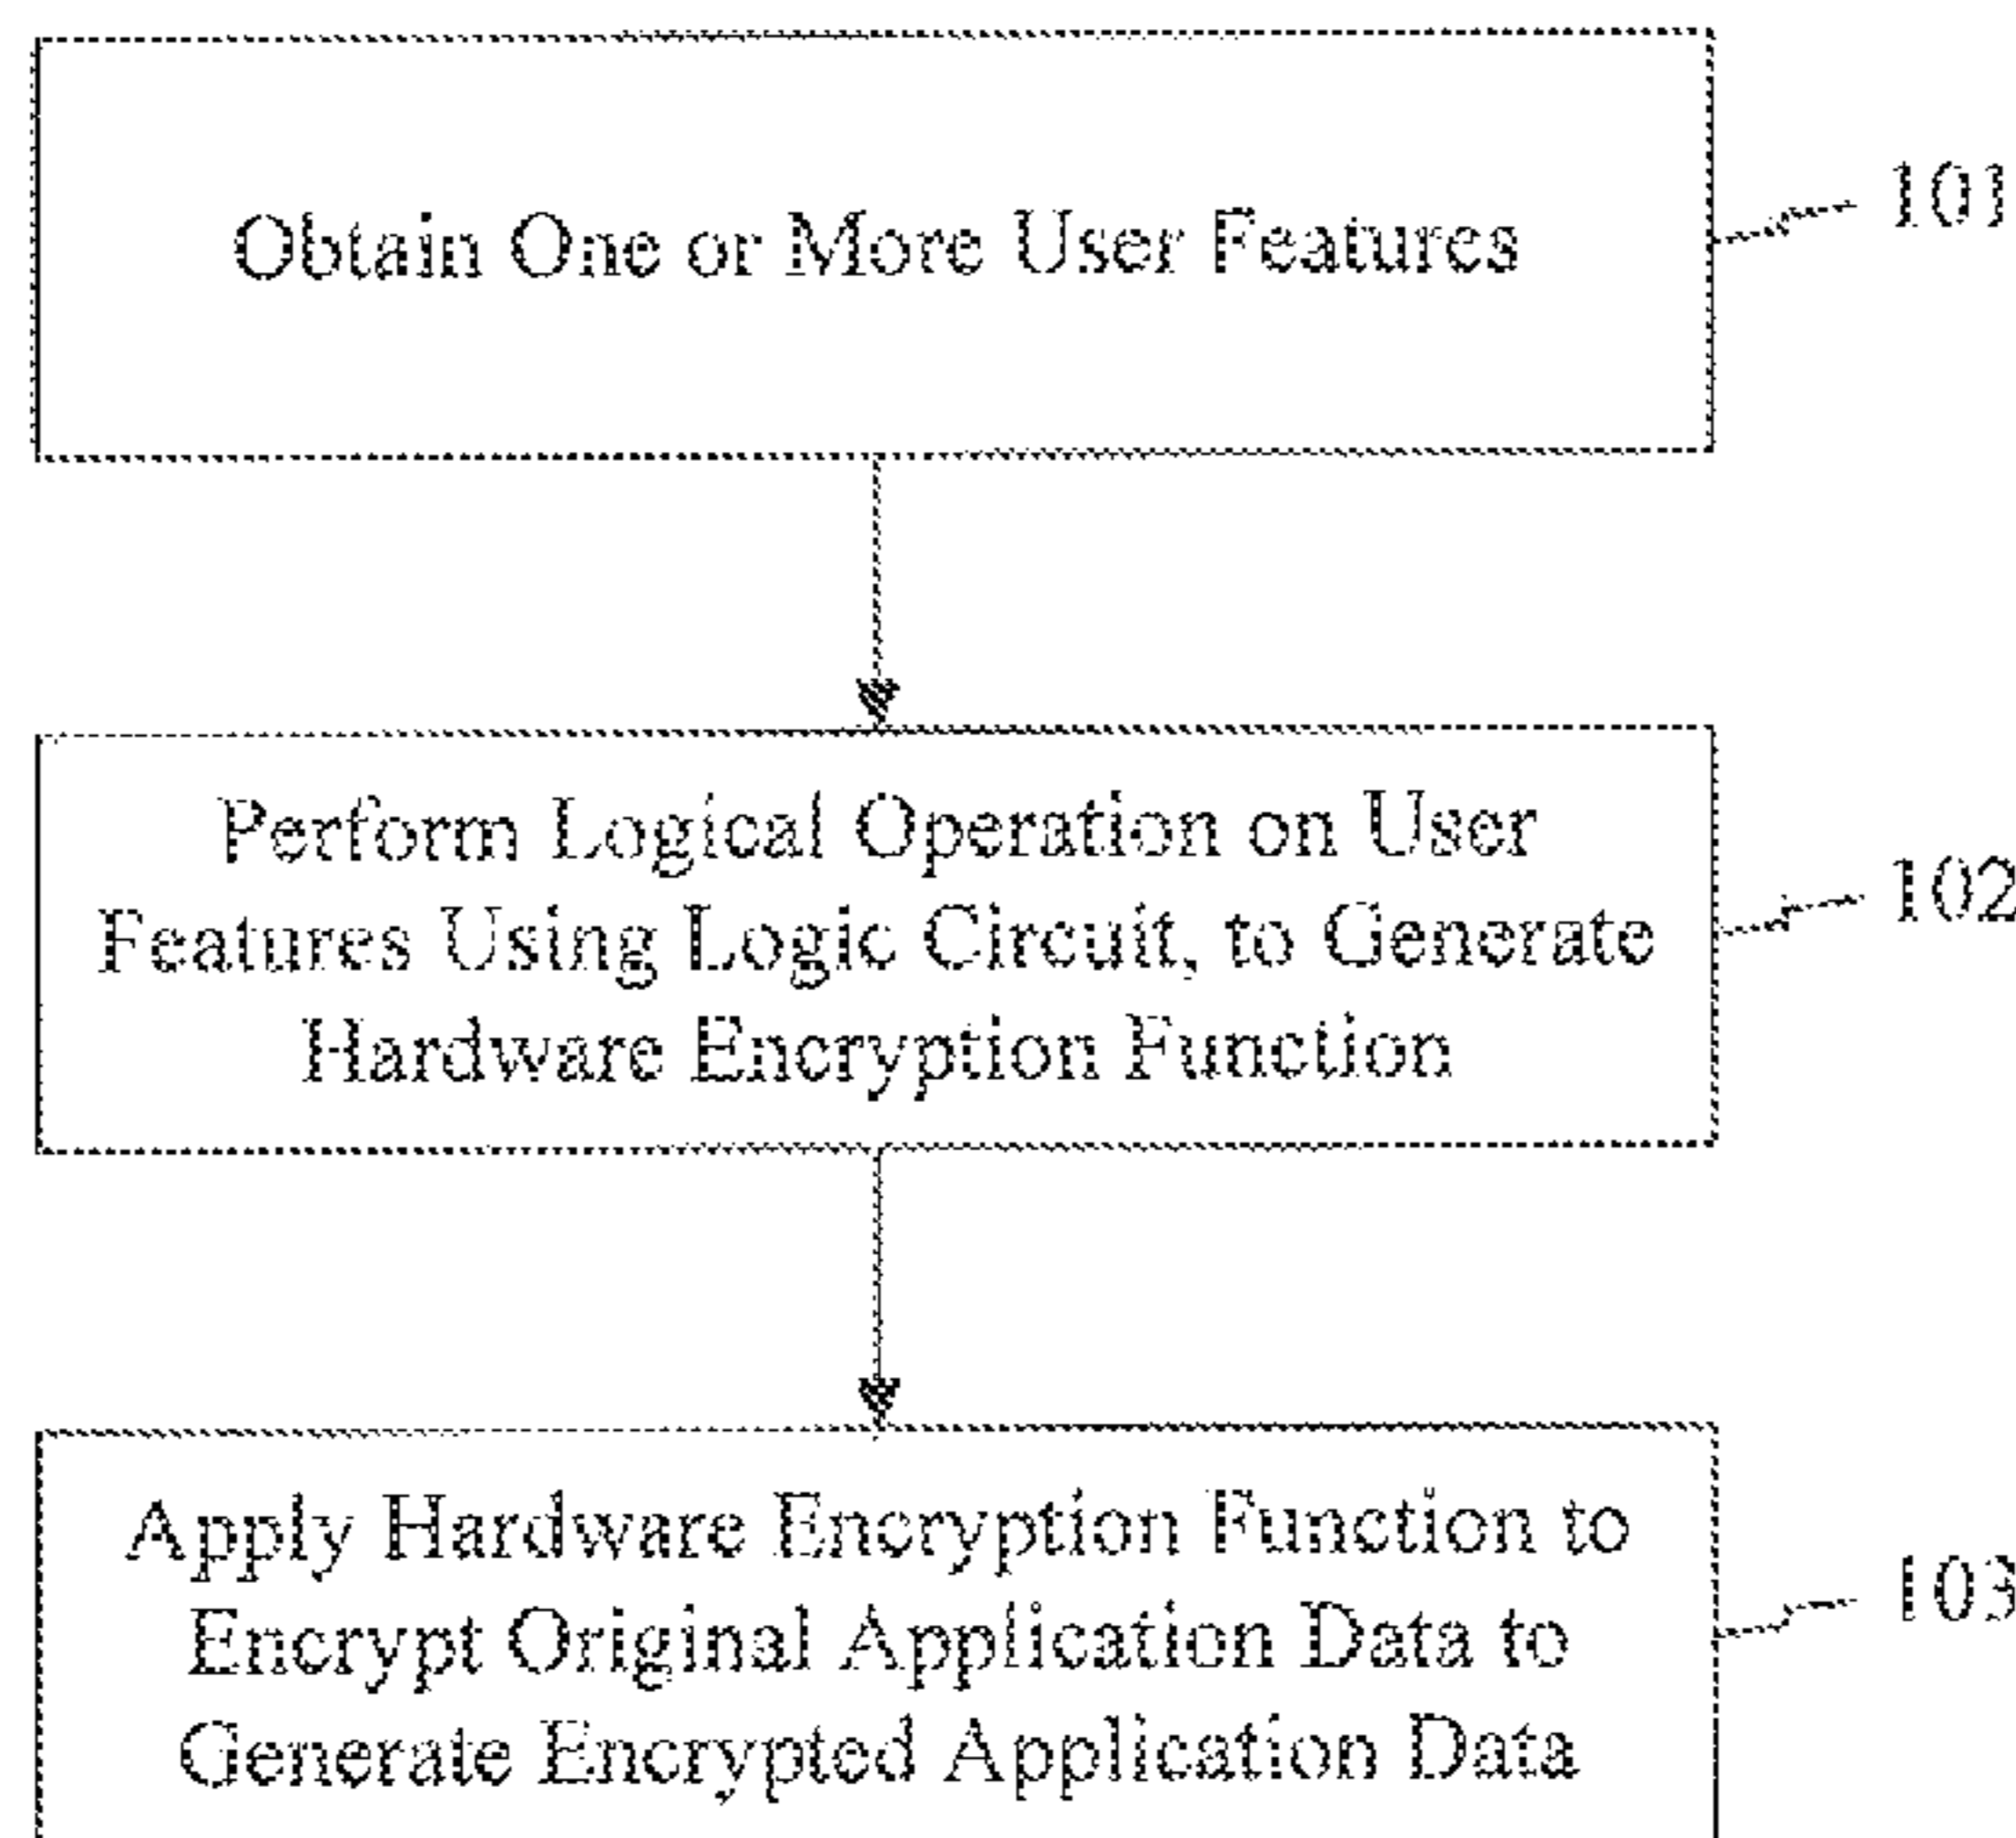 Obtain One or More User Features
101
Perform Logical Operation on User
Features Using Logic Circuit, to Generate
Hardware Encryption Function
102
Apply Hardware Encryption Function to
Encrypt Original Application Data to
Generate Encrypted Application Data
103